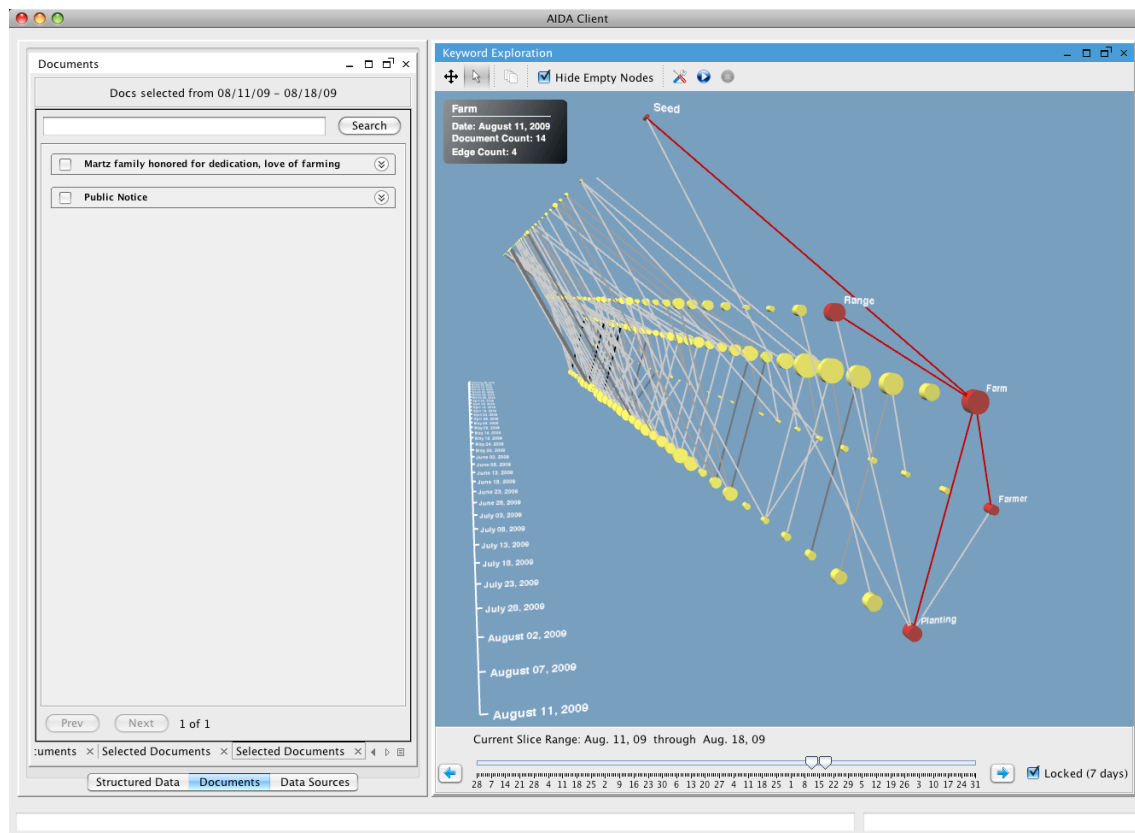 AIDA Client
Documents
Docs selected from 08/11/09 – 08/18/09
Search
Martz family honored for dedication, love of farming
Public Notice
Prev Next 1 of 1
:uments × Selected Documents × Selected Documents ×
Structured Data Documents Data Sources
Keyword Exploration
Hide Empty Nodes
Farm
Date: August 11, 2009
Document Count: 14
Edge Count: 4
Seed
Range
Farm
Farmer
Planting
June 02, 2009
June 08, 2009
June 13, 2009
June 18, 2009
June 23, 2009
June 28, 2009
July 03, 2009
July 08, 2009
July 13, 2009
July 18, 2009
July 23, 2009
July 28, 2009
August 02, 2009
August 07, 2009
August 11, 2009
Current Slice Range: Aug. 11, 09 through Aug. 18, 09
28 7 14 21 28 4 11 18 25 2 9 16 23 30 6 13 20 27 4 11 18 25 1 8 15 22 29 5 12 19 26 3 10 17 24 31
Locked (7 days)